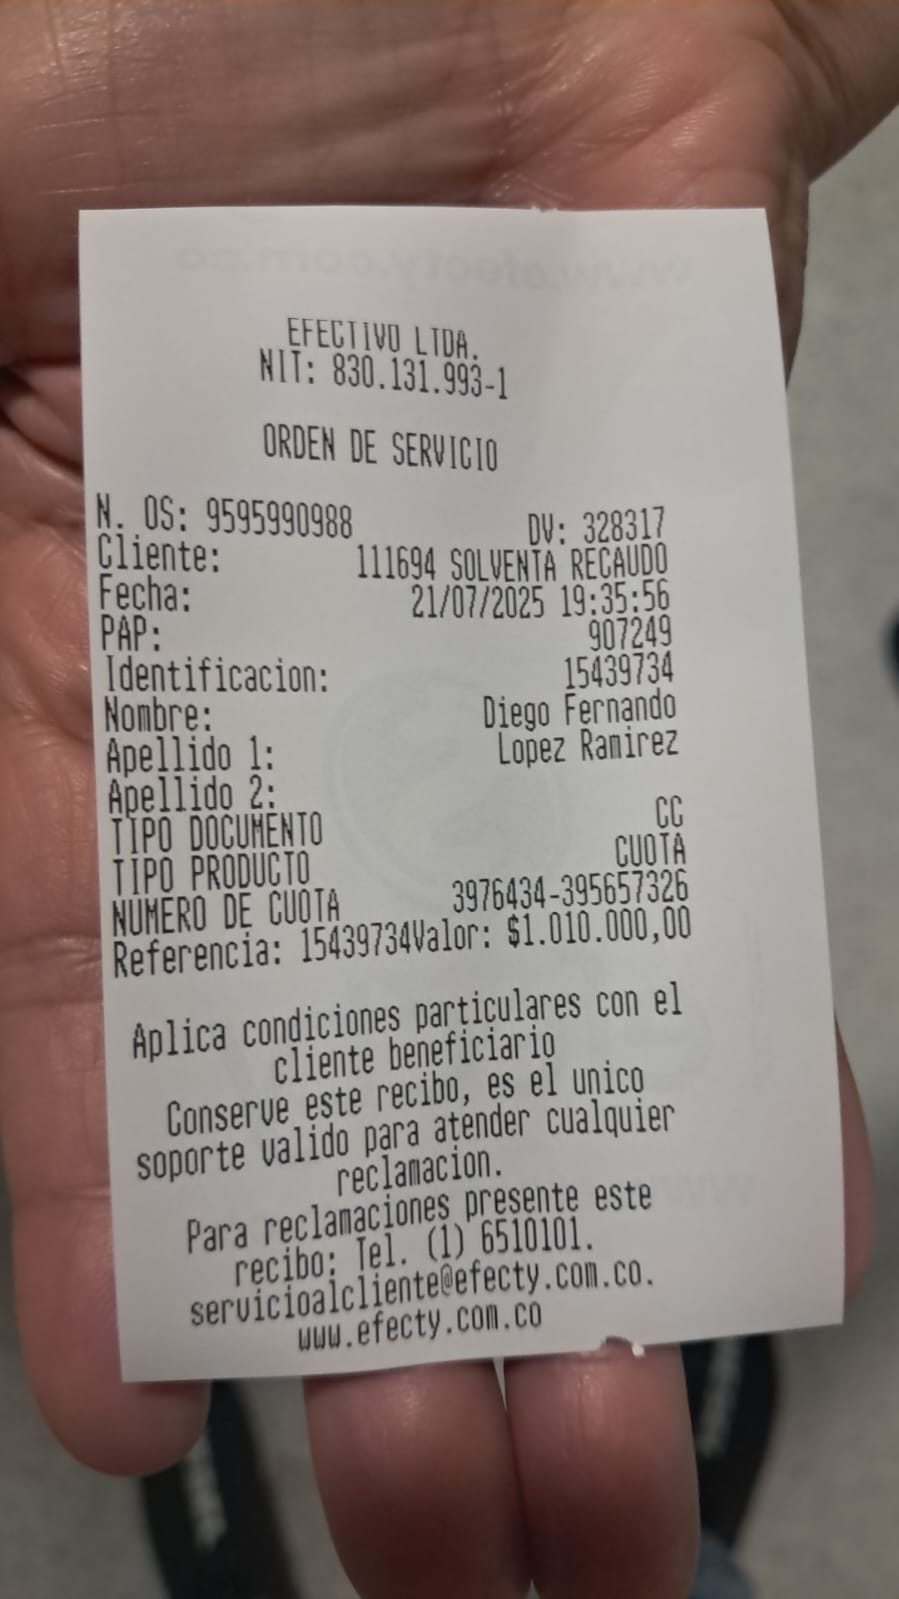 www.efecty.com.co
EFECTIVO LTDA.
NIT: 830.131.993-1
ORDEN DE SERVICIO
N. OS: 9595990988 DV: 328317
Cliente: 111694 SOLVENTA RECAUDO
Fecha: 21/07/2025 19:35:56
PAP: 907249
Identificacion: 15439734
Nombre: Diego Fernando
Apellido 1: Lopez Ramirez
Apellido 2:
TIPO DOCUMENTO CC
TIPO PRODUCTO CUOTA
NUMERO DE CUOTA 3976434-395657326
Referencia: 15439734Valor: $1.010.000,00
Aplica condiciones particulares con el
cliente beneficiario
Conserve este recibo, es el unico
soporte valido para atender cualquier
reclamacion.
Para reclamaciones presente este
recibo: Tel. (1) 6510101.
servicioalcliente@efecty.com.co.
www.efecty.com.co